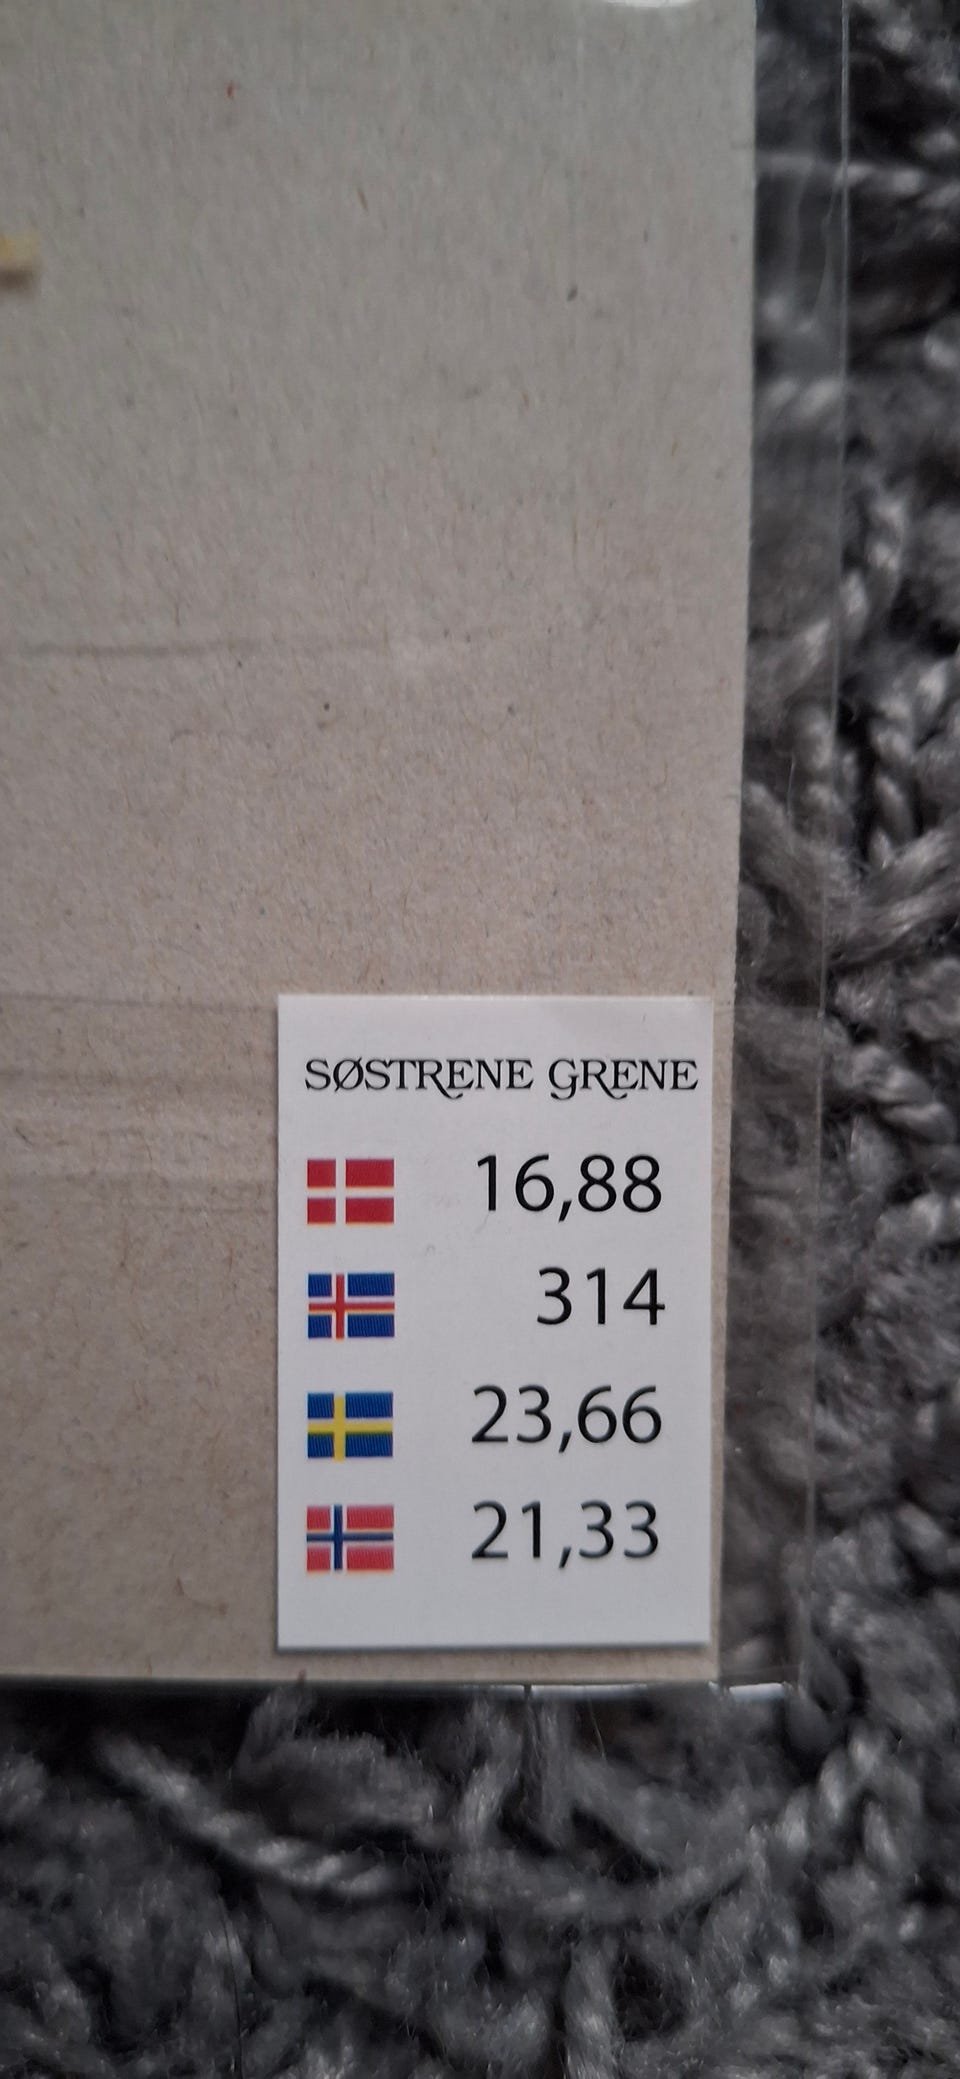 SØSTRENE GRENE
16,88
314
23,66
21,33